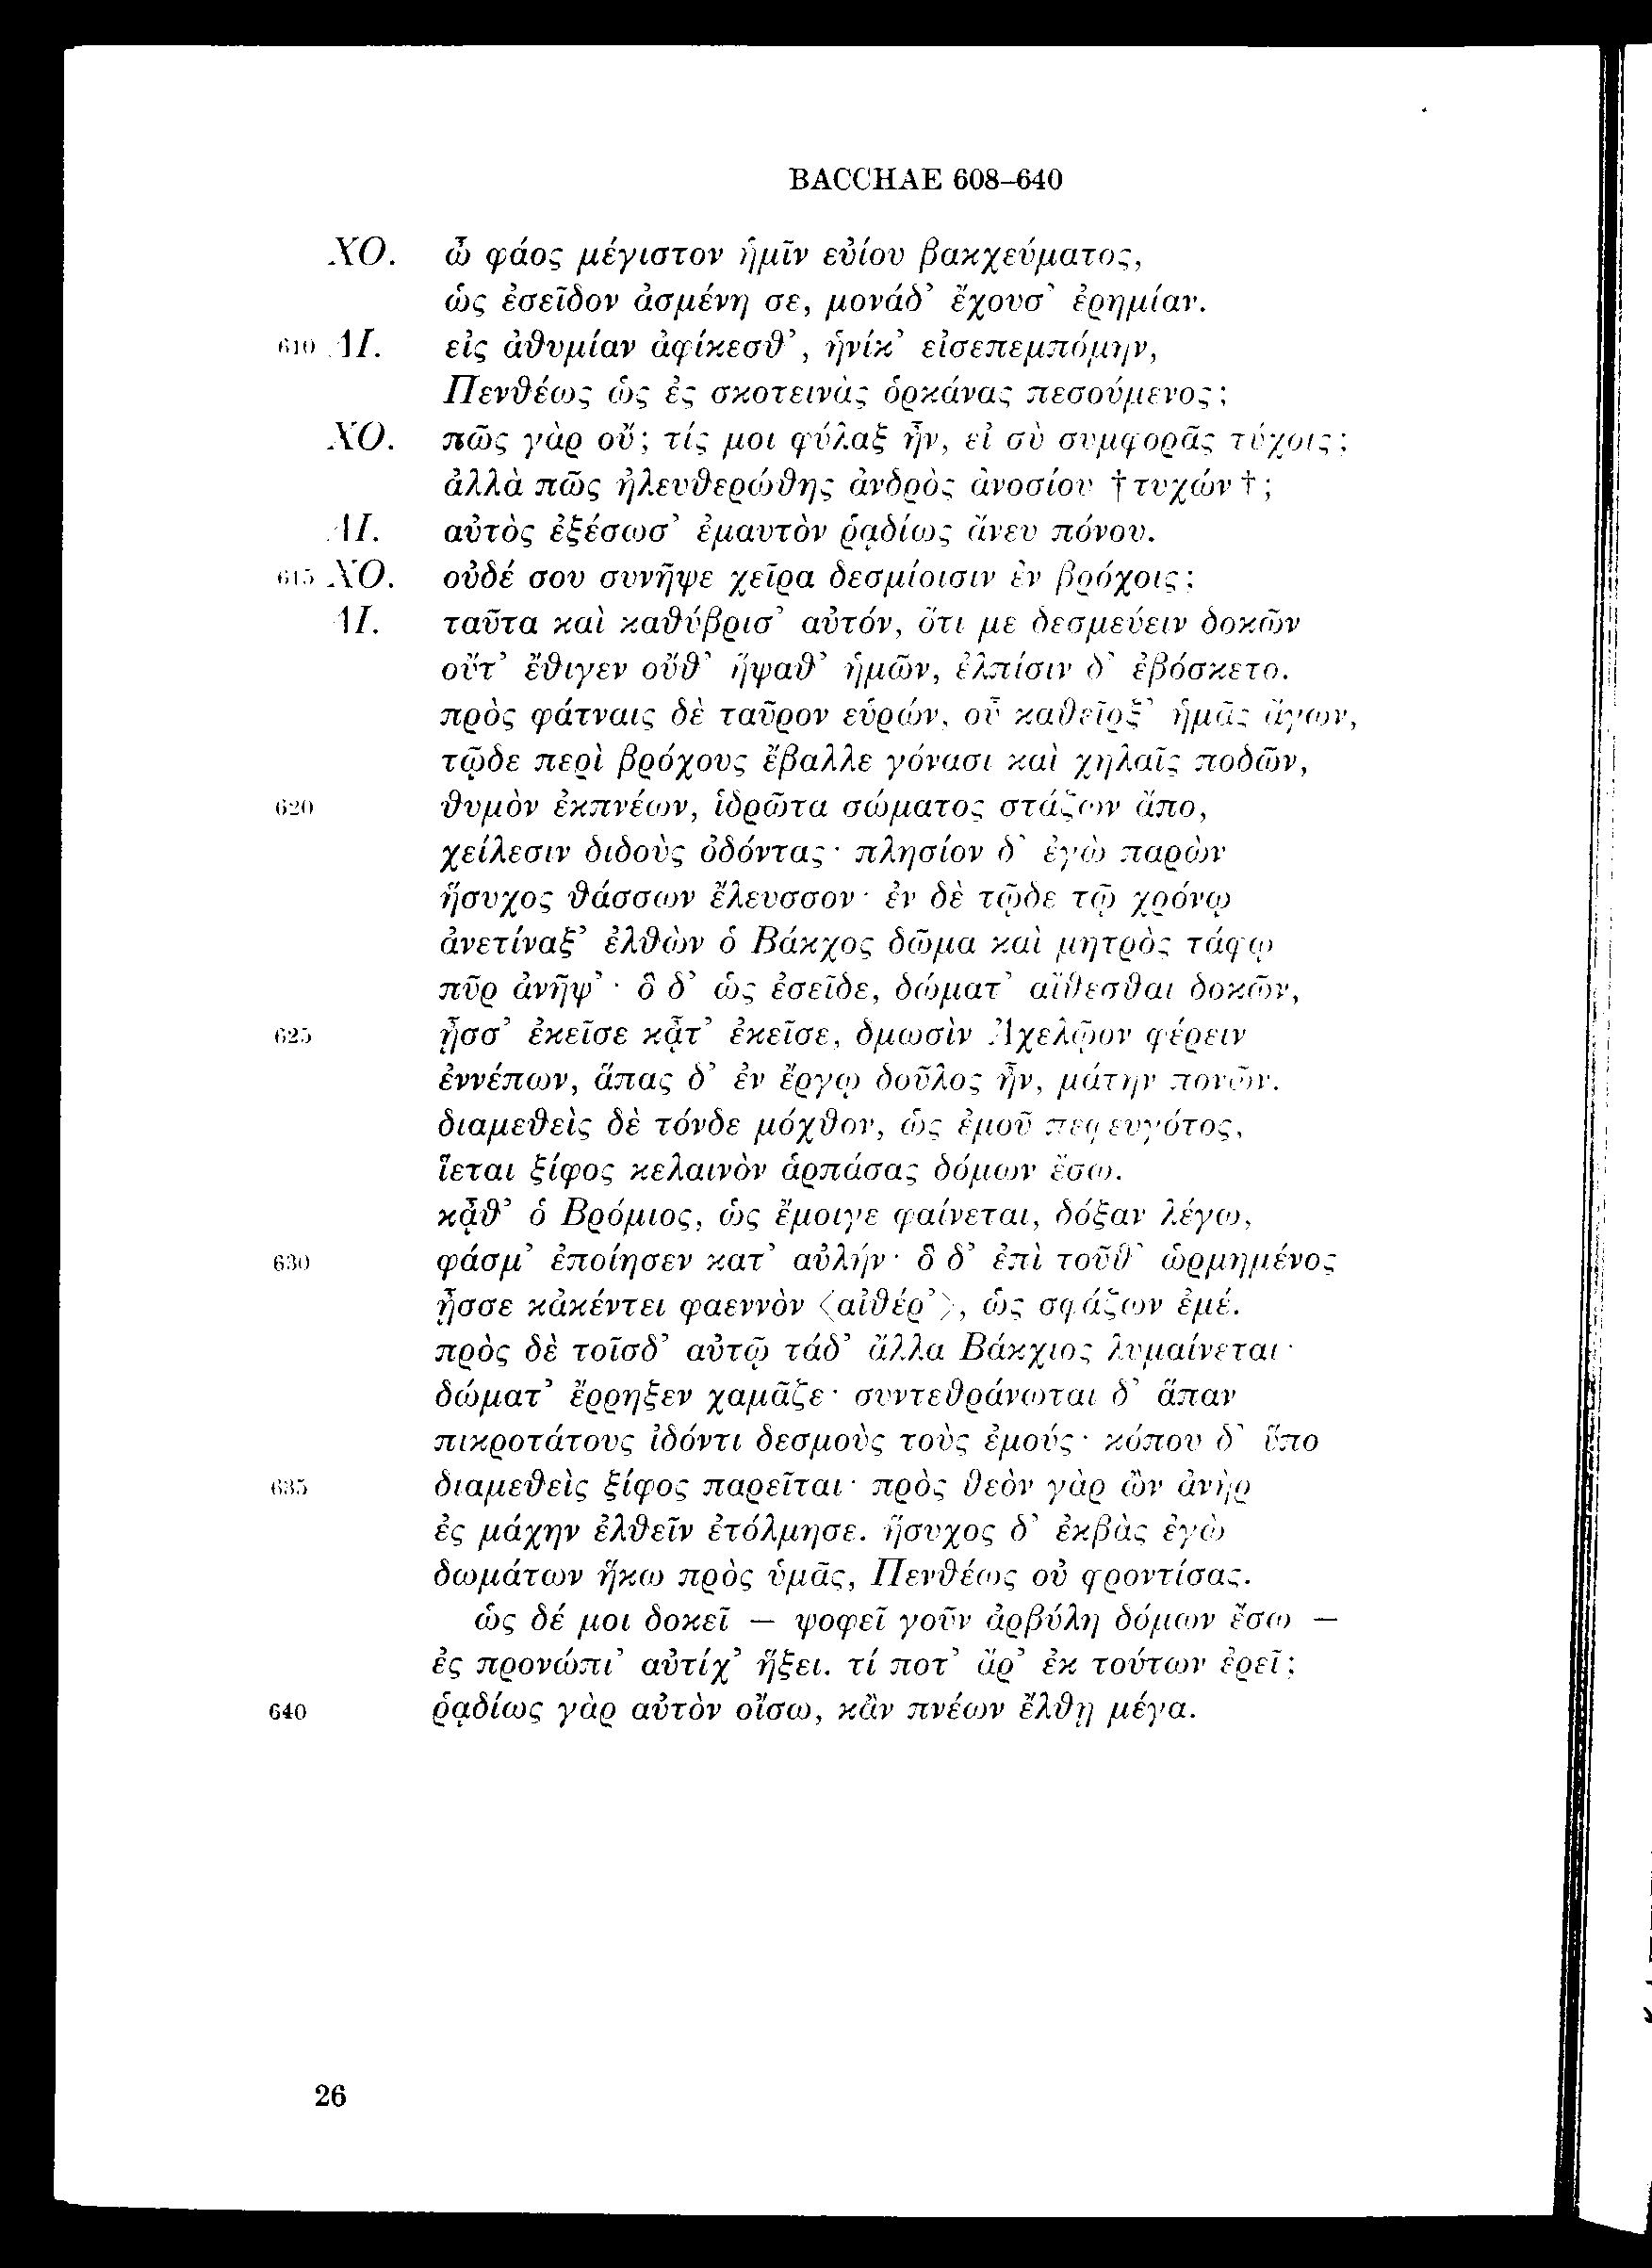 BACCHAE 608–640
ΧΟ. ὦ φάος μέγιστον ἡμῖν εὐίου βακχεύματος,
ὡς ἐσεῖδον ἀσμένη σε, μονάδ’ ἔχουσ’ ἐρημίαν.
610 ΔΙ. εἰς ἀθυμίαν ἀφίκεσθ’, ἡνίκ’ εἰσεπεμπόμην,
Πενθέως ὡς ἐς σκοτεινὰς ὁρκάνας πεσούμενος;
ΧΟ. πῶς γὰρ οὔ; τίς μοι φύλαξ ἦν, εἰ σὺ συμφορᾶς τύχοις;
ἀλλὰ πῶς ἠλευθερώθης ἀνδρὸς ἀνοσίου †τυχών†;
ΔΙ. αὐτὸς ἐξέσωσ’ ἐμαυτὸν ῥᾳδίως ἄνευ πόνου.
615 ΧΟ. οὐδέ σου συνῆψε χεῖρα δεσμίοισιν ἐν βρόχοις;
ΔΙ. ταῦτα καὶ καθύβρισ’ αὐτόν, ὅτι με δεσμεύειν δοκῶν
οὔτ’ ἔθιγεν οὔθ’ ἥψαθ’ ἡμῶν, ἐλπίσιν δ’ ἐβόσκετο.
πρὸς φάτναις δὲ ταῦρον εὑρών, οὗ καθεῖρξ’ ἡμᾶς ἄγων,
τῷδε περὶ βρόχους ἔβαλλε γόνασι καὶ χηλαῖς ποδῶν,
620 θυμὸν ἐκπνέων, ἱδρῶτα σώματος στάζων ἄπο,
χείλεσιν διδοὺς ὀδόντας· πλησίον δ’ ἐγὼ παρὼν
ἥσυχος θάσσων ἔλευσσον· ἐν δὲ τῷδε τῷ χρόνῳ
ἀνετίναξ’ ἐλθὼν ὁ Βάκχος δῶμα καὶ μητρὸς τάφῳ
πῦρ ἀνῆψ’· ὃ δ’ ὡς ἐσεῖδε, δώματ’ αἴθεσθαι δοκῶν,
625 ᾖσσ’ ἐκεῖσε κᾆτ’ ἐκεῖσε, δμωσὶν Ἀχελῷον φέρειν
ἐννέπων, ἅπας δ’ ἐν ἔργῳ δοῦλος ἦν, μάτην πονῶν.
διαμεθεὶς δὲ τόνδε μόχθον, ὡς ἐμοῦ πεφευγότος,
ἵεται ξίφος κελαινὸν ἁρπάσας δόμων ἔσω.
κᾆθ’ ὁ Βρόμιος, ὡς ἔμοιγε φαίνεται, δόξαν λέγω,
630 φάσμ’ ἐποίησεν κατ’ αὐλήν· ὃ δ’ ἐπὶ τοῦθ’ ὡρμημένος
ᾖσσε κἀκέντει φαεννὸν ⟨αἰθέρ’⟩, ὡς σφάζων ἐμέ.
πρὸς δὲ τοῖσδ’ αὐτῷ τάδ’ ἄλλα Βάκχιος λυμαίνεται·
δώματ’ ἔρρηξεν χαμᾶζε· συντεθράνωται δ’ ἅπαν
πικροτάτους ἰδόντι δεσμοὺς τοὺς ἐμούς· κόπου δ’ ὕπο
635 διαμεθεὶς ξίφος παρεῖται· πρὸς θεὸν γὰρ ὢν ἀνὴρ
ἐς μάχην ἐλθεῖν ἐτόλμησε. ἥσυχος δ’ ἐκβὰς ἐγὼ
δωμάτων ἥκω πρὸς ὑμᾶς, Πενθέως οὐ φροντίσας.
ὡς δέ μοι δοκεῖ — ψοφεῖ γοῦν ἀρβύλη δόμων ἔσω —
ἐς προνώπι’ αὐτίχ’ ἥξει. τί ποτ’ ἄρ’ ἐκ τούτων ἐρεῖ;
640 ῥᾳδίως γὰρ αὐτὸν οἴσω, κἂν πνέων ἔλθῃ μέγα.
26